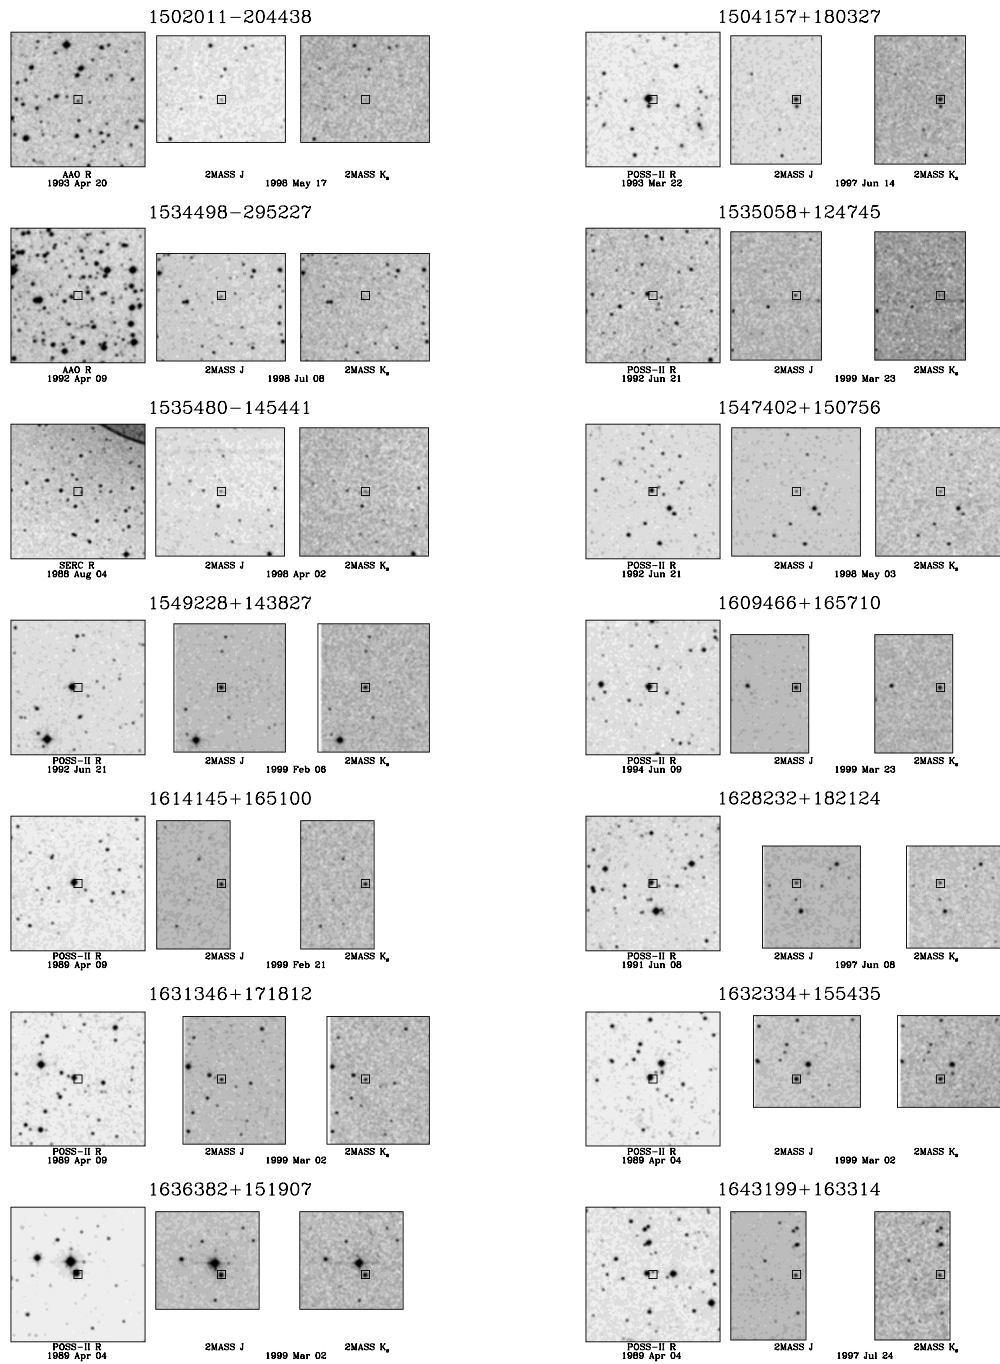 1502011−204438
1504157+180327
AAO R 2MASS J 2MASS Ks
1993 Apr 20 1998 May 17
POSS-II R 2MASS J 2MASS Ks
1993 Mar 22 1997 Jun 14
1534498−295227
1535058+124745
AAO R 2MASS J 2MASS Ks
1992 Apr 09 1998 Jul 08
POSS-II R 2MASS J 2MASS Ks
1992 Jun 21 1999 Mar 23
1535480−145441
1547402+150756
SERC R 2MASS J 2MASS Ks
1988 Aug 04 1998 Apr 02
POSS-II R 2MASS J 2MASS Ks
1992 Jun 21 1998 May 03
1549228+143827
1609466+165710
POSS-II R 2MASS J 2MASS Ks
1992 Jun 21 1999 Feb 06
POSS-II R 2MASS J 2MASS Ks
1994 Jun 09 1999 Mar 23
1614145+165100
1628232+182124
POSS-II R 2MASS J 2MASS Ks
1989 Apr 09 1999 Feb 21
POSS-II R 2MASS J 2MASS Ks
1991 Jun 08 1997 Jun 08
1631346+171812
1632334+155435
POSS-II R 2MASS J 2MASS Ks
1989 Apr 09 1999 Mar 02
POSS-II R 2MASS J 2MASS Ks
1989 Apr 04 1999 Mar 02
1636382+151907
1643199+163314
POSS-II R 2MASS J 2MASS Ks
1989 Apr 04 1999 Mar 02
POSS-II R 2MASS J 2MASS Ks
1989 Apr 04 1997 Jul 24